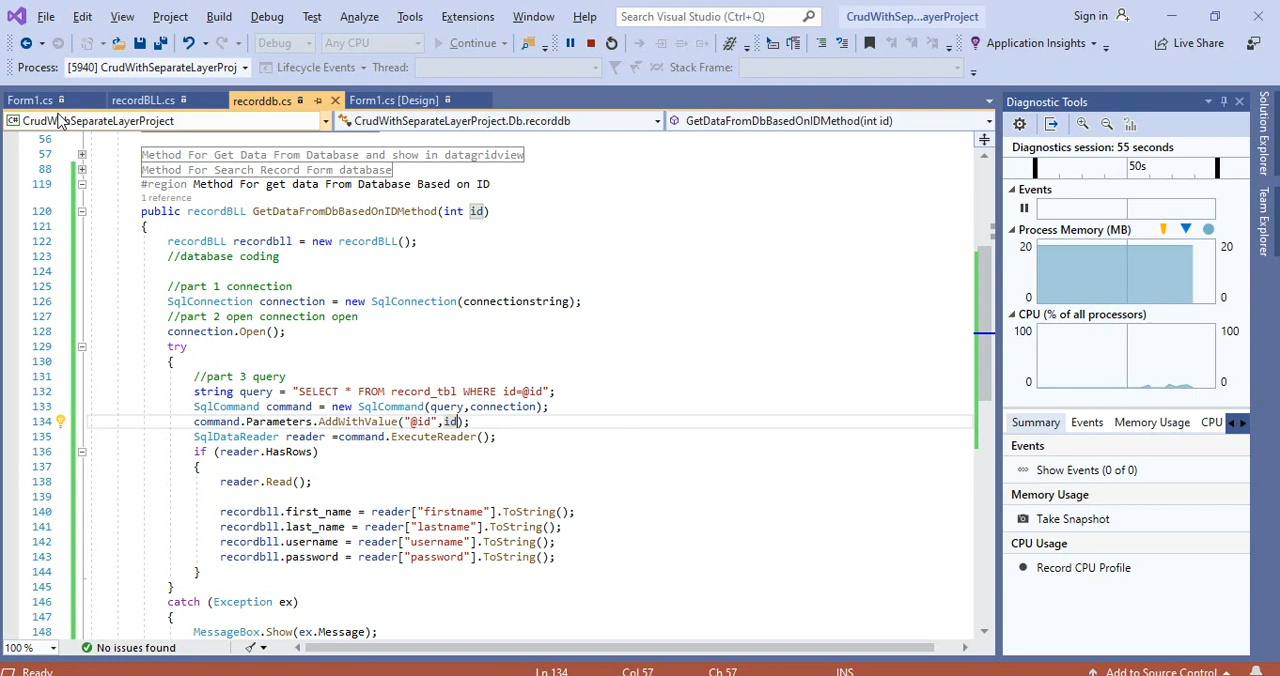 File Edit View Project Build Debug Test Analyze Tools Extensions Window Help Search Visual Studio (Ctrl+Q) CrudWithSep...ayerProject Sign in
Debug Any CPU Continue Application Insights Live Share
Process: [5940] CrudWithSeparateLayerProj Lifecycle Events Thread: Stack Frame:
Form1.cs recordBLL.cs recorddb.cs Form1.cs [Design]
CrudWithSeparateLayerProject CrudWithSeparateLayerProject.Db.recorddb GetDataFromDbBasedOnIDMethod(int id)
56
57 Method For Get Data From Database and show in datagridview
88 Method For Search Record Form database
119 #region Method For get data From Database Based on ID
1 reference
120 public recordBLL GetDataFromDbBasedOnIDMethod(int id)
121 {
122 recordBLL recordbll = new recordBLL();
123 //database coding
124
125 //part 1 connection
126 SqlConnection connection = new SqlConnection(connectionstring);
127 //part 2 open connection open
128 connection.Open();
129 try
130 {
131 //part 3 query
132 string query = "SELECT * FROM record_tbl WHERE id=@id";
133 SqlCommand command = new SqlCommand(query,connection);
134 command.Parameters.AddWithValue("@id",id);
135 SqlDataReader reader =command.ExecuteReader();
136 if (reader.HasRows)
137 {
138 reader.Read();
139
140 recordbll.first_name = reader["firstname"].ToString();
141 recordbll.last_name = reader["lastname"].ToString();
142 recordbll.username = reader["username"].ToString();
143 recordbll.password = reader["password"].ToString();
144 }
145 }
146 catch (Exception ex)
147 {
148 MessageBox.Show(ex.Message);
100 % No issues found
Ready Ln 134 Col 57 Ch 57 INS Add to Source Control
Diagnostic Tools
Diagnostics session: 55 seconds
50s
Events
Process Memory (MB)
20 20
0 0
CPU (% of all processors)
100 100
0 0
Summary Events Memory Usage CPU
Events
Show Events (0 of 0)
Memory Usage
Take Snapshot
CPU Usage
Record CPU Profile
Solution Explorer
Team Explorer